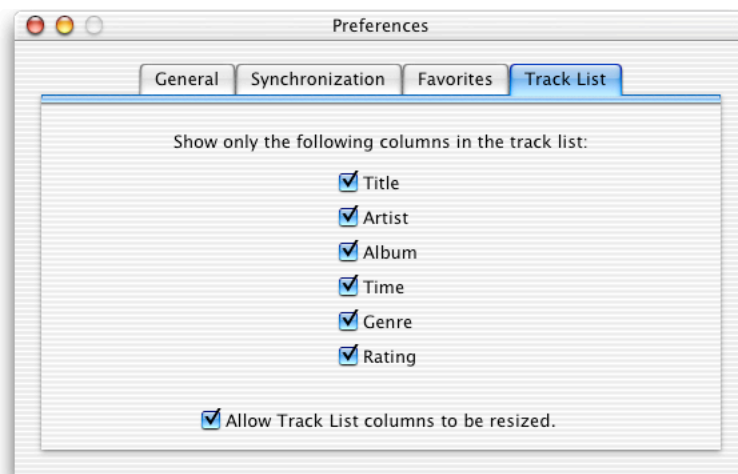 Preferences
General Synchronization Favorites Track List
Show only the following columns in the track list:
Title
Artist
Album
Time
Genre
Rating
Allow Track List columns to be resized.